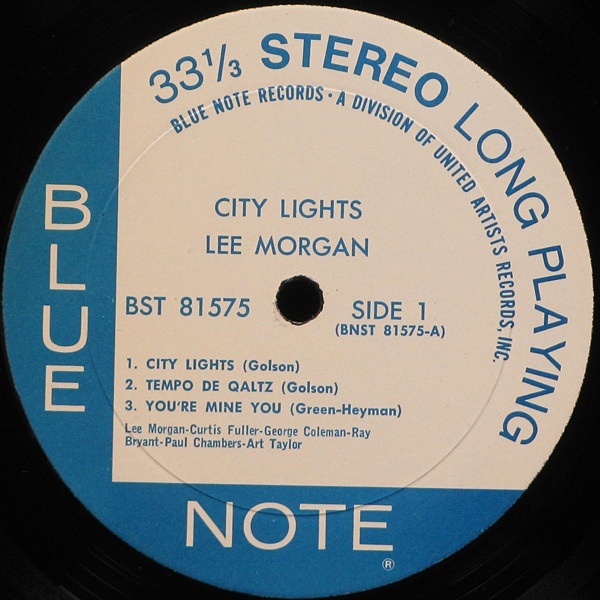 33⅓ STEREO LONG PLAYING
BLUE NOTE RECORDS · A DIVISION OF UNITED ARTISTS RECORDS, INC.
CITY LIGHTS
LEE MORGAN
BST 81575
SIDE 1
(BNST 81575-A)
1. CITY LIGHTS (Golson)
2. TEMPO DE QALTZ (Golson)
3. YOU'RE MINE YOU (Green-Heyman)
Lee Morgan-Curtis Fuller-George Coleman-Ray
Bryant-Paul Chambers-Art Taylor
BLUE
NOTE
®